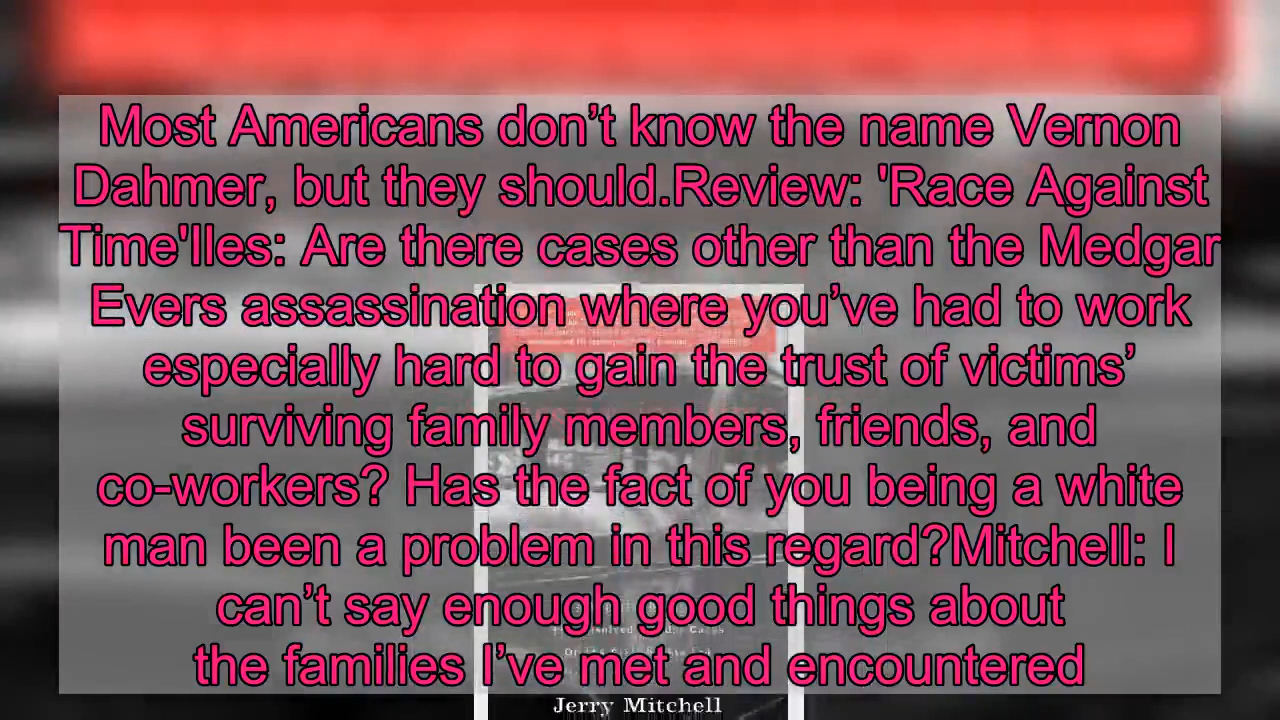 Most Americans don’t know the name Vernon
Dahmer, but they should.Review: 'Race Against
Time'Iles: Are there cases other than the Medgar
Evers assassination where you’ve had to work
especially hard to gain the trust of victims’
surviving family members, friends, and
co-workers? Has the fact of you being a white
man been a problem in this regard?Mitchell: I
can’t say enough good things about
the families I’ve met and encountered
Jerry Mitchell